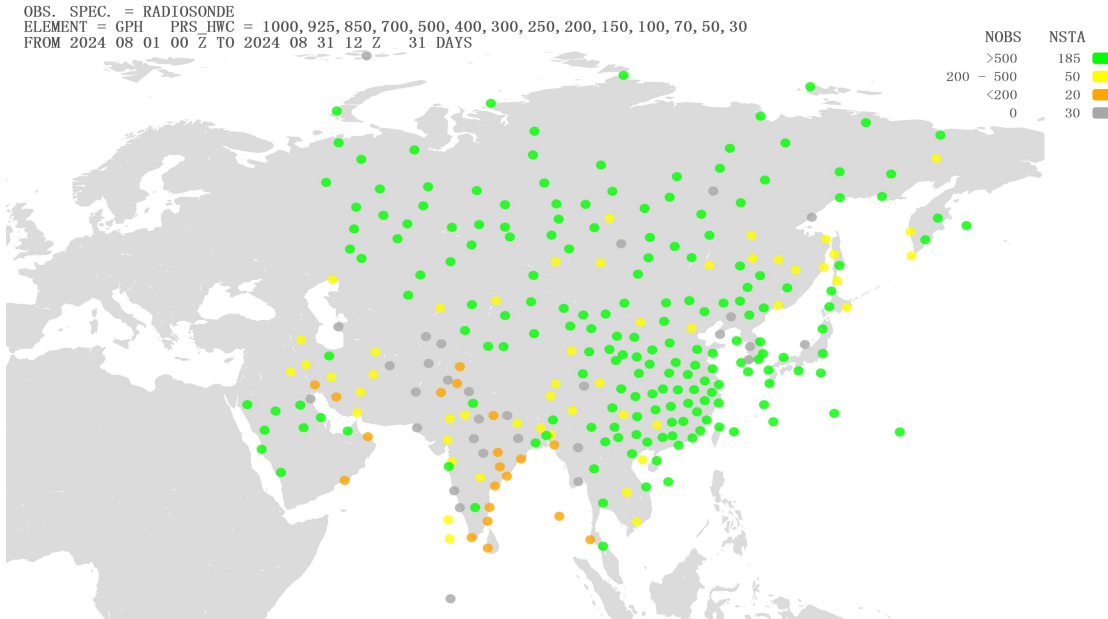 OBS. SPEC. = RADIOSONDE
ELEMENT = GPH PRS_HWC = 1000,925,850,700,500,400,300,250,200,150,100,70,50,30
FROM 2024 08 01 00 Z TO 2024 08 31 12 Z 31 DAYS
NOBS NSTA
>500 185
200 - 500 50
<200 20
0 30